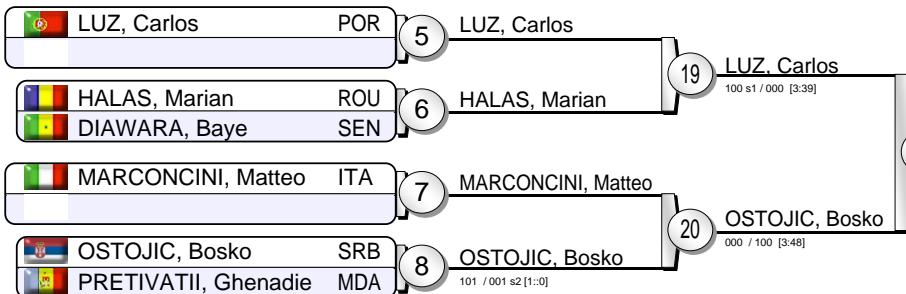 LUZ, Carlos POR
5
LUZ, Carlos
HALAS, Marian ROU
DIAWARA, Baye SEN
6
HALAS, Marian
19
LUZ, Carlos
100 s1 / 000 [3:39]
MARCONCINI, Matteo ITA
7
MARCONCINI, Matteo
OSTOJIC, Bosko SRB
PRETIVATII, Ghenadie MDA
8
OSTOJIC, Bosko
101 / 001 s2 [1::0]
20
OSTOJIC, Bosko
000 / 100 [3:48]